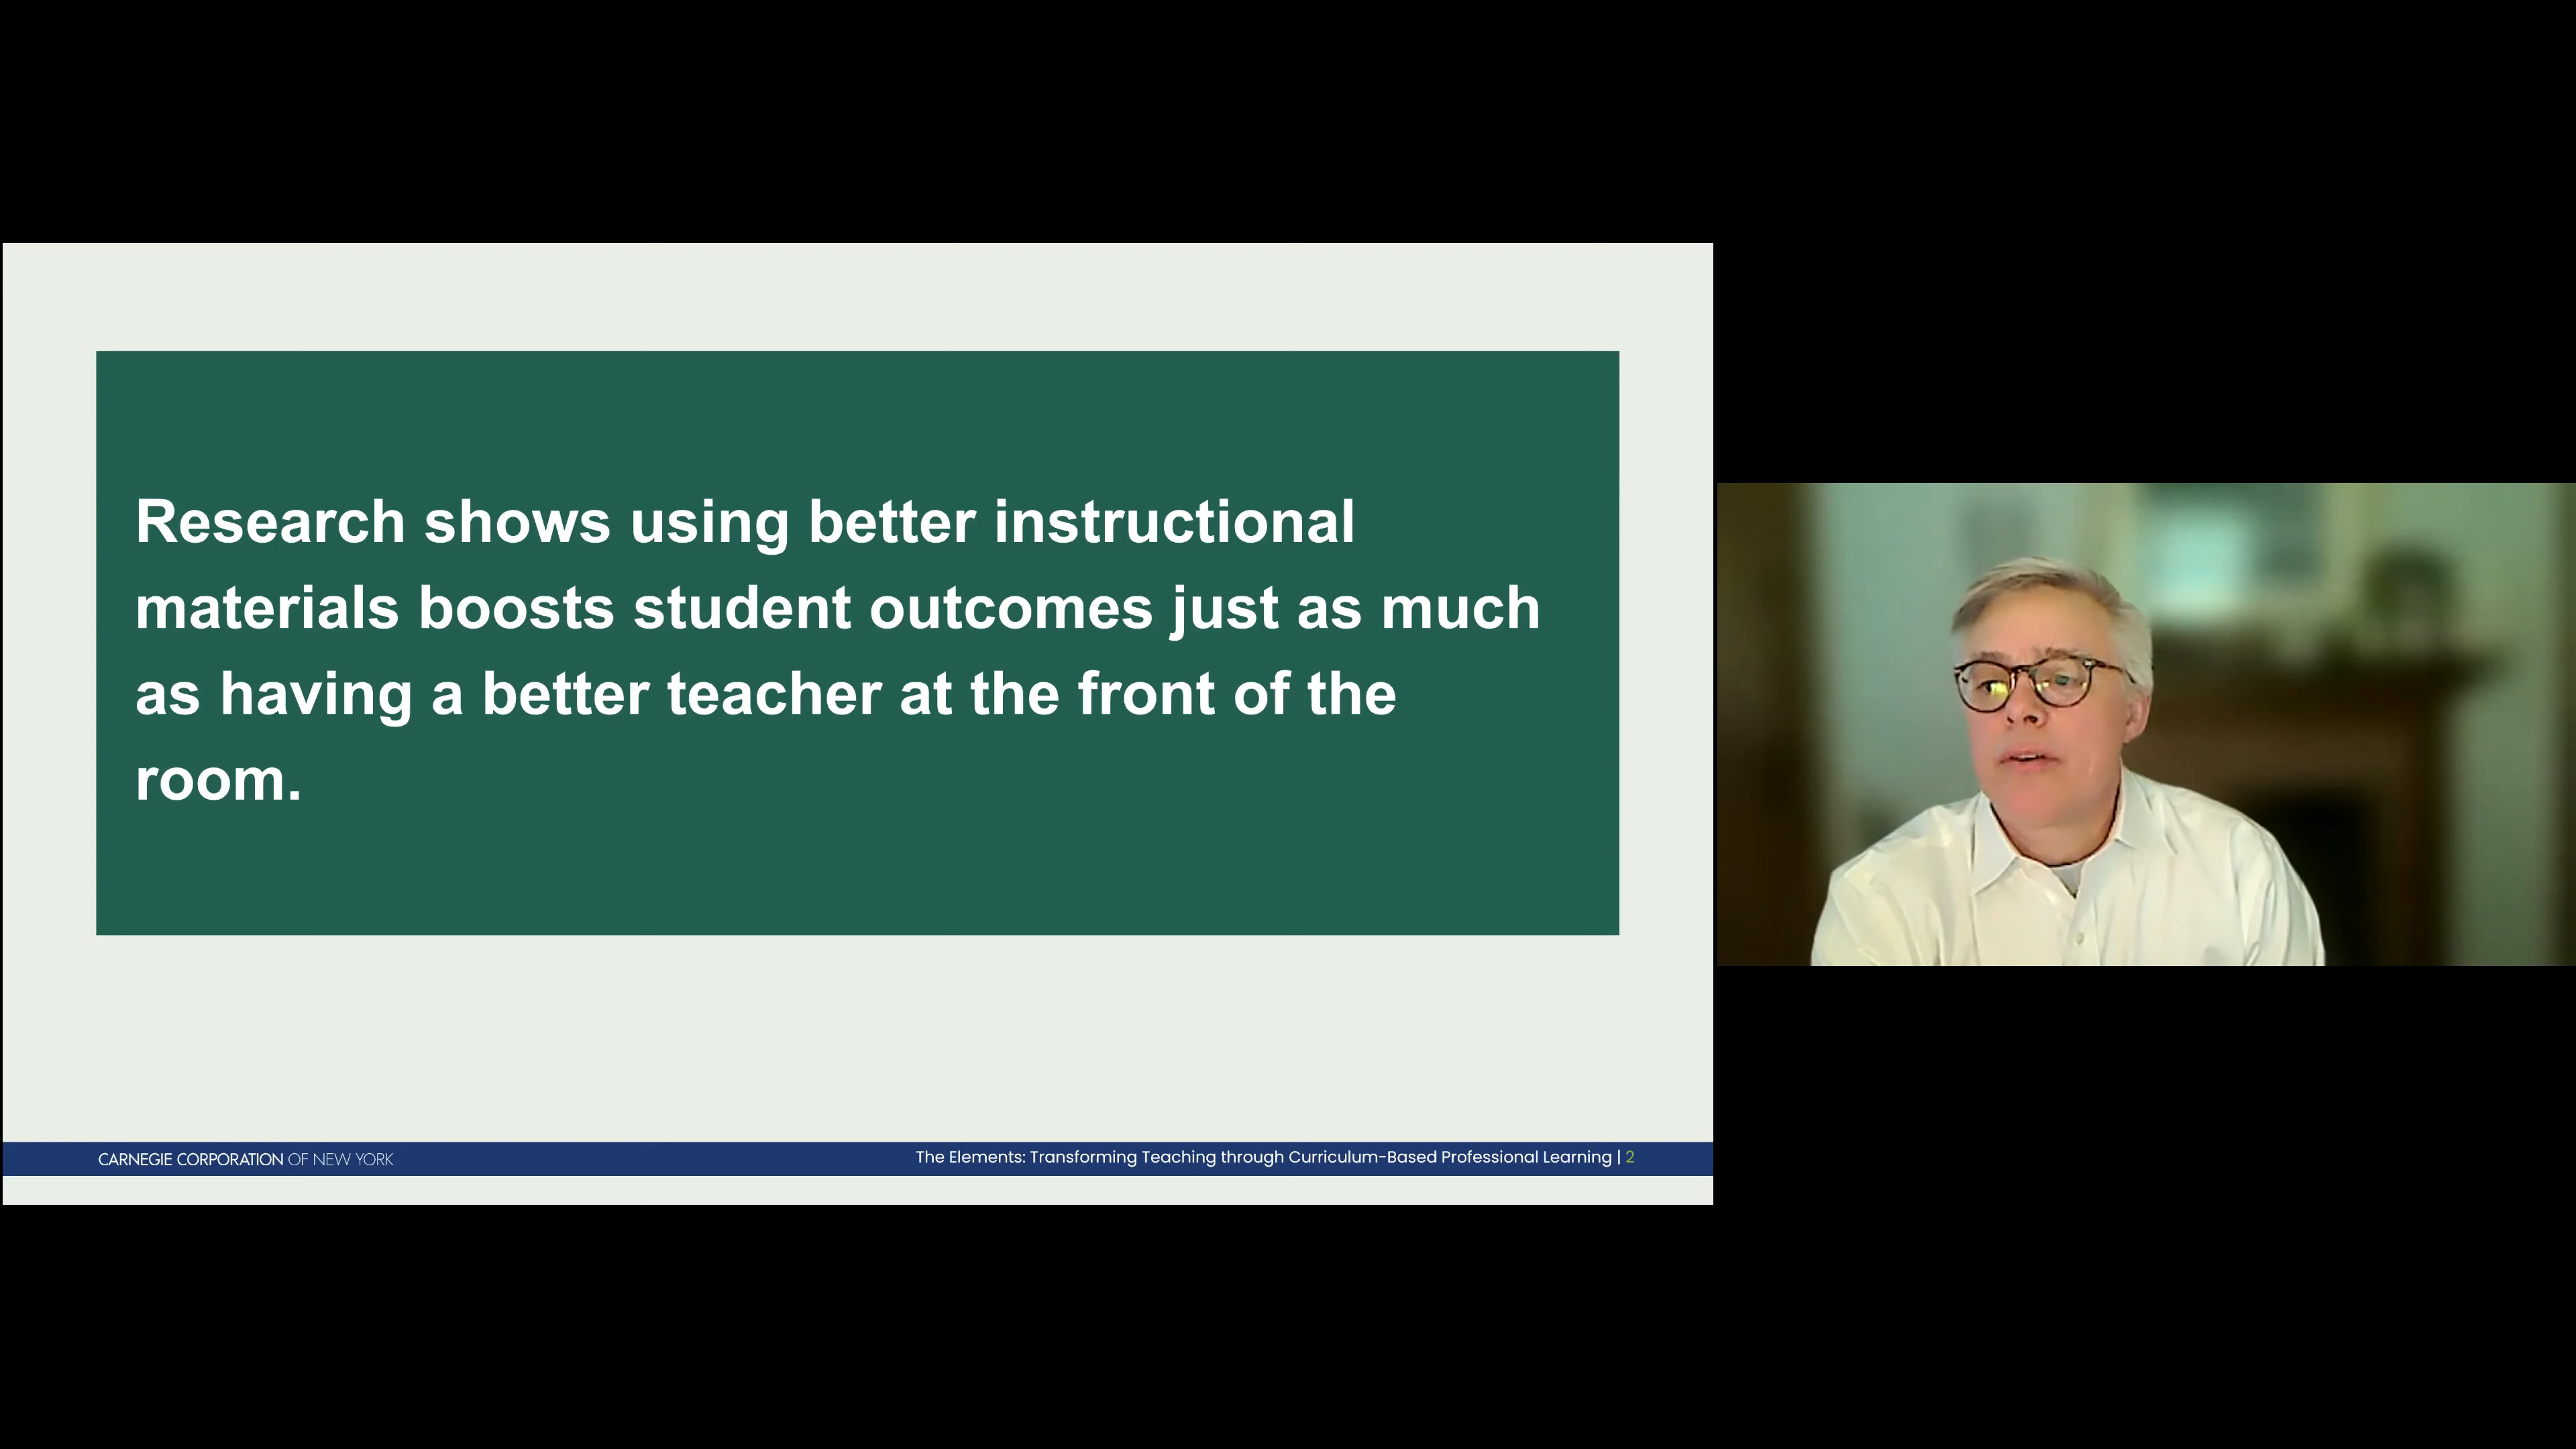 Research shows using better instructional
materials boosts student outcomes just as much
as having a better teacher at the front of the
room.
CARNEGIE CORPORATION OF NEW YORK
The Elements: Transforming Teaching through Curriculum-Based Professional Learning | 2